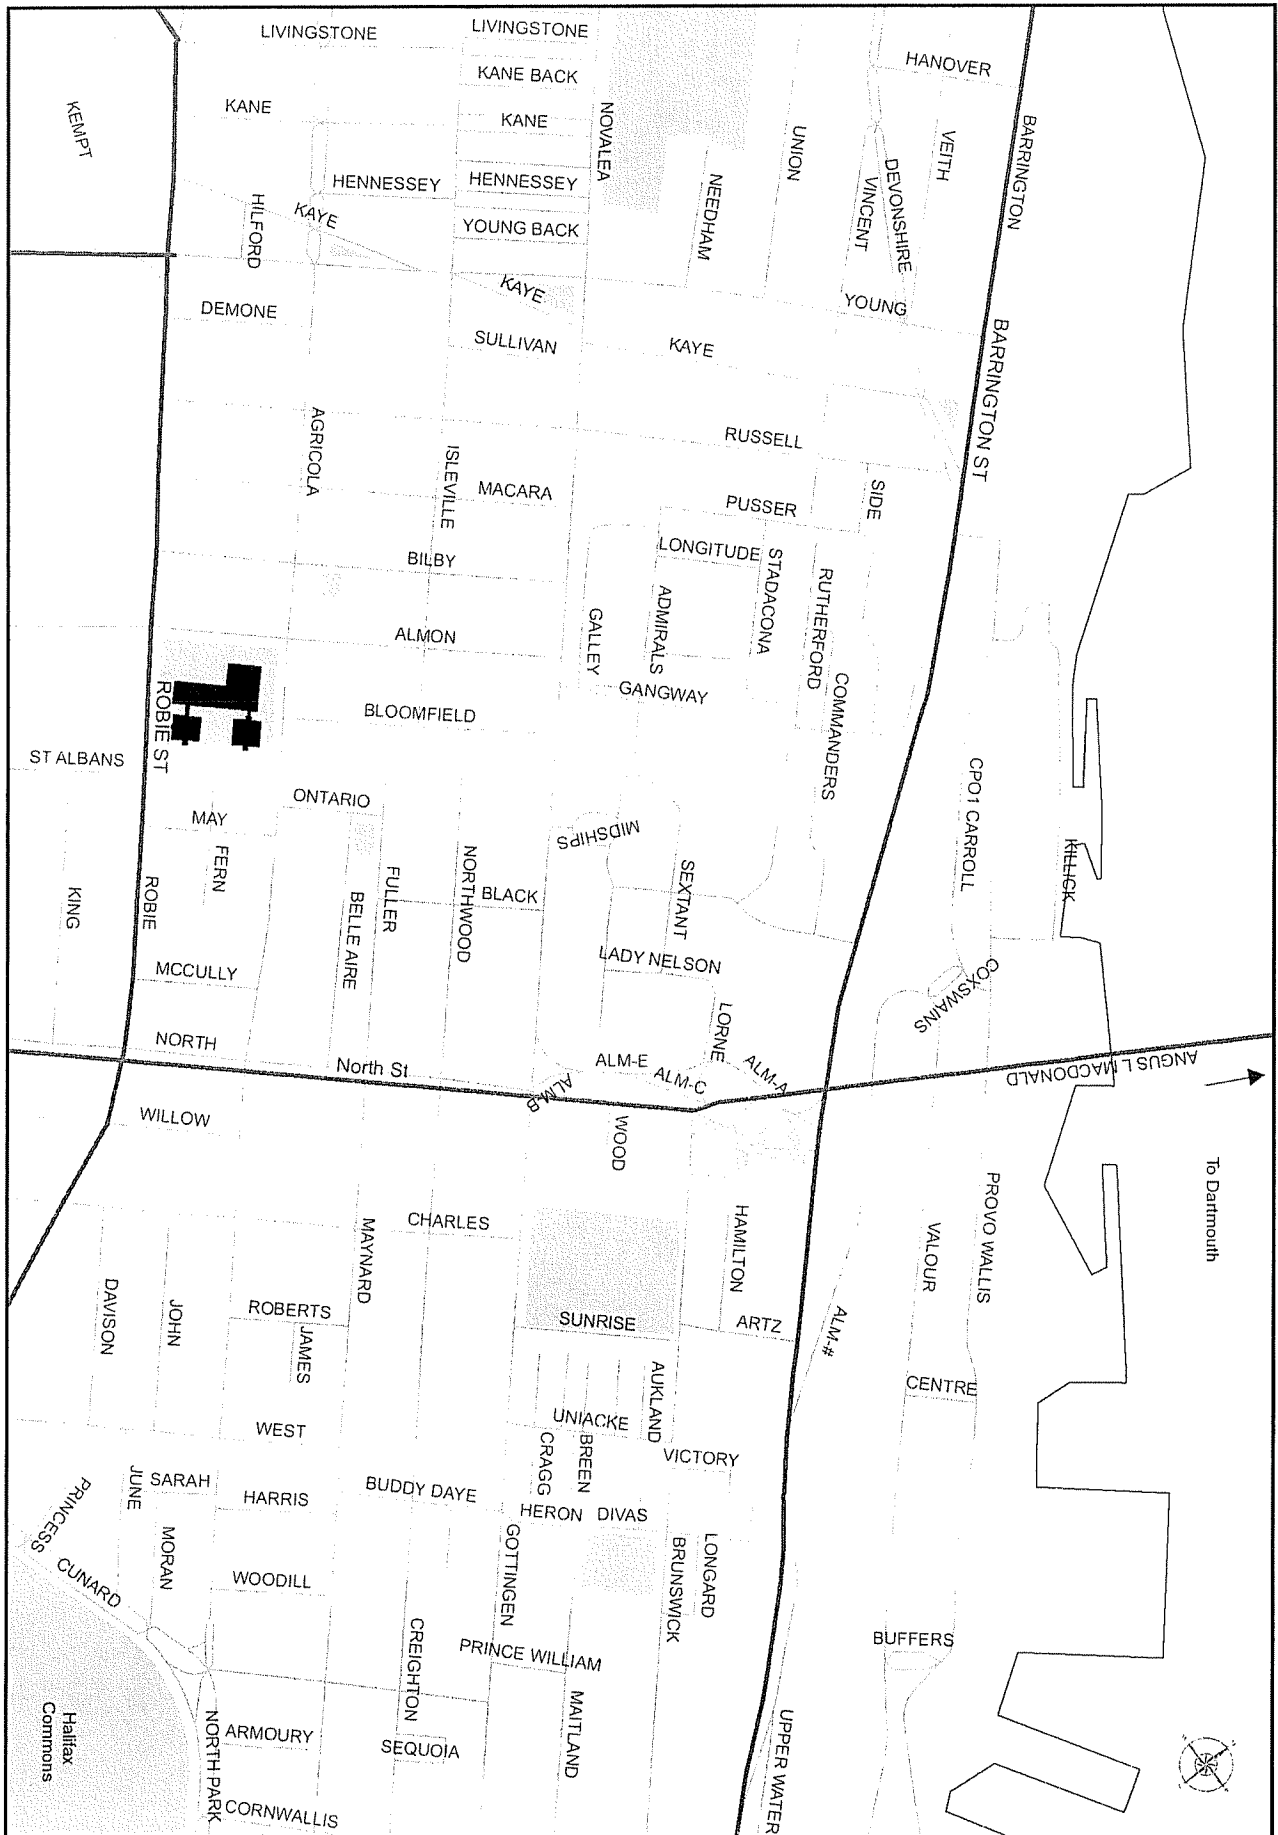 LIVINGSTONE
LIVINGSTONE
HANOVER
KANE BACK
KEMPT
KANE
KANE
NOVALEA
UNION
VEITH
BARRINGTON
HENNESSEY
HENNESSEY
NEEDHAM
VINCENT
DEVONSHIRE
HILFORD
KAYE
YOUNG BACK
KAYE
YOUNG
DEMONE
SULLIVAN
KAYE
BARRINGTON ST
AGRICOLA
ISLEVILLE
RUSSELL
MACARA
PUSSER
SIDE
BILBY
LONGITUDE
STADACONA
RUTHERFORD
ALMON
GALLEY
ADMIRALS
GANGWAY
COMMANDERS
ROBIE ST
BLOOMFIELD
ST ALBANS
CPO1 CARROLL
ONTARIO
MAY
FERN
MIDSHIPS
KILLICK
KING
ROBIE
BELLE AIRE
FULLER
NORTHWOOD
BLACK
SEXTANT
MCCULLY
LADY NELSON
COXSWAINS
LORNE
NORTH
North St
ALM-E
ALM-C
ALM-A
ALM-B
ANGUS L MACDONALD
WILLOW
WOOD
To Dartmouth
PROVO WALLIS
CHARLES
MAYNARD
HAMILTON
VALOUR
DAVISON
JOHN
ROBERTS
JAMES
SUNRISE
ARTZ
ALM-#
AUKLAND
CENTRE
WEST
UNIACKE
CRAGG
BREEN
VICTORY
PRINCESS
JUNE
SARAH
HARRIS
BUDDY DAYE
HERON
DIVAS
MORAN
GOTTINGEN
BRUNSWICK
LONGARD
CUNARD
WOODILL
CREIGHTON
PRINCE WILLIAM
BUFFERS
MAITLAND
Halifax
Commons
NORTH PARK
ARMOURY
SEQUOIA
UPPER WATER
CORNWALLIS